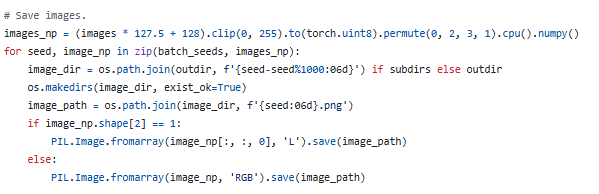 # Save images.
images_np = (images * 127.5 + 128).clip(0, 255).to(torch.uint8).permute(0, 2, 3, 1).cpu().numpy()
for seed, image_np in zip(batch_seeds, images_np):
    image_dir = os.path.join(outdir, f'{seed-seed%1000:06d}') if subdirs else outdir
    os.makedirs(image_dir, exist_ok=True)
    image_path = os.path.join(image_dir, f'{seed:06d}.png')
    if image_np.shape[2] == 1:
        PIL.Image.fromarray(image_np[:, :, 0], 'L').save(image_path)
    else:
        PIL.Image.fromarray(image_np, 'RGB').save(image_path)